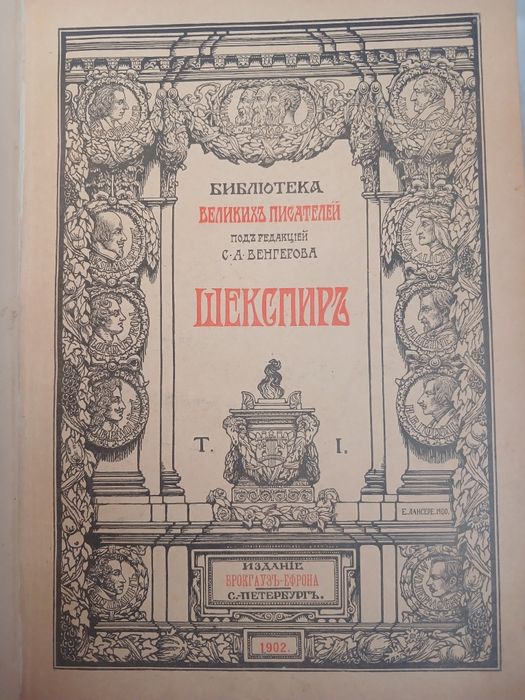 БИБЛІОТЕКА
ВЕЛИКИХЪ ПИСАТЕЛЕЙ
ПОДЪ РЕДАКЦІЕЙ
С·А·ВЕНГЕРОВА
ШЕКСПИРЪ
Т. I.
Е. ЛАНСЕРЕ. 1900.
ИЗДАНІЕ
БРОКГАУЗЪ-ЕФРОНА
С.-ПЕТЕРБУРГЪ.
1902.